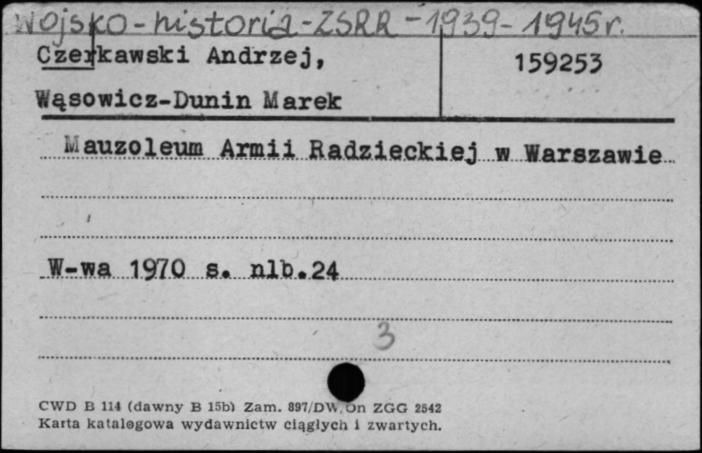 Wojsko - historia - ZSRR - 1939 - 1945 r.
Czerkawski Andrzej,
159253
Wąsowicz-Dunin Marek
Mauzoleum Armii Radzieckiej w Warszawie
W-wa 1970 s. nlb.24
3
CWD B 114 (dawny B 15b) Zam. 897/DW/On ZGG 2542
Karta katalogowa wydawnictw ciągłych i zwartych.